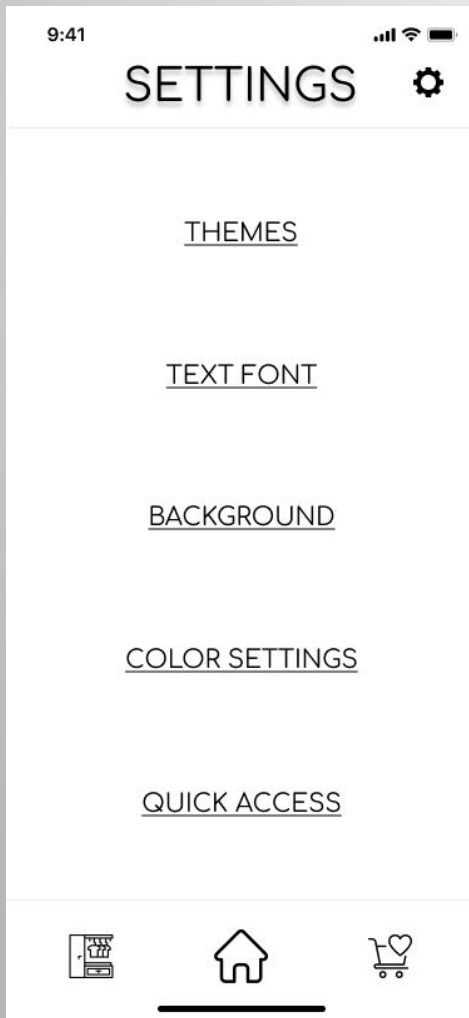 9:41
SETTINGS
THEMES
TEXT FONT
BACKGROUND
COLOR SETTINGS
QUICK ACCESS